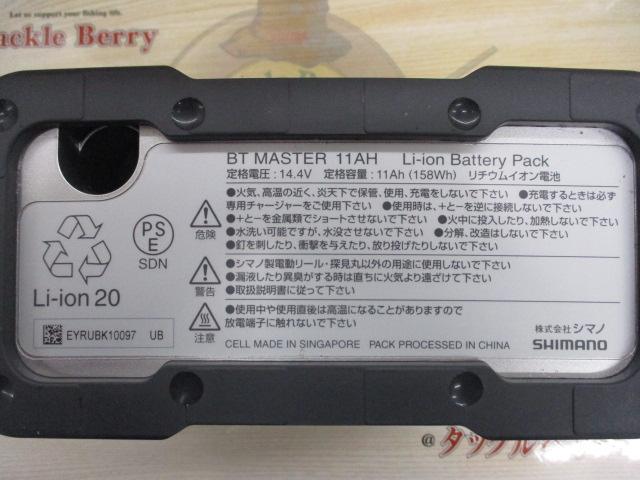 Let us support your fishing life.
ackle Berry
BT MASTER 11AH Li-ion Battery Pack
定格電圧：14.4V 定格容量：11Ah (158Wh) リチウムイオン電池
●火気、高温の近く、炎天下で保管、使用、充電をしないで下さい ●充電するときは必ず
専用チャージャーをご使用下さい ●使用時は、+と−を逆に接続しないで下さい
●+と−を金属類でショートさせないで下さい ●火中に投入したり、加熱しないで下さい
●水洗い可能ですが、水没させないで下さい ●分解、改造はしないで下さい
●釘を刺したり、衝撃を与えたり、放り投げたりしないで下さい
危険
●シマノ製電動リール・探見丸以外の用途に使用しないで下さい
●漏液したり異臭がする時は直ちに火気より遠ざけて下さい
●取扱説明書に従って下さい
警告
●使用中や使用直後は高温になることがありますので
放電端子に触れないで下さい
注意
CELL MADE IN SINGAPORE PACK PROCESSED IN CHINA
PS
E
SDN
Li-ion 20
EYRUBK10097 UB
株式会社シマノ
SHIMANO
@タックル